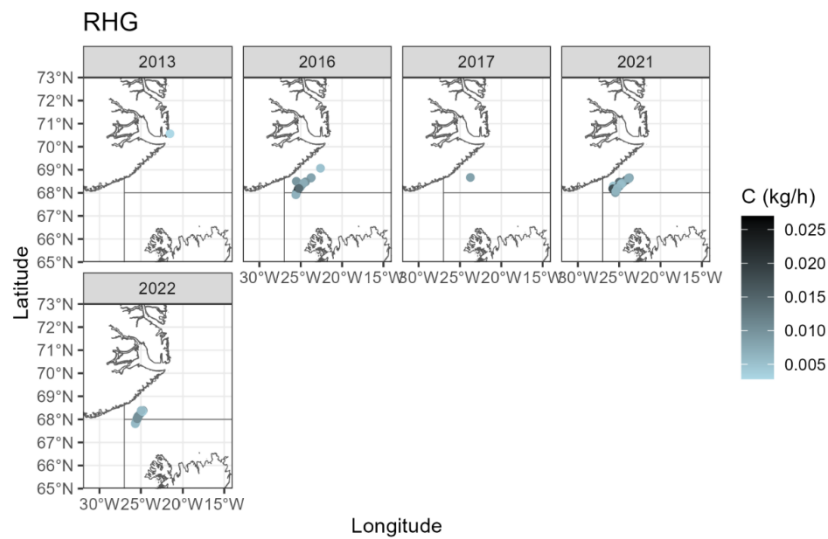 RHG
2013 2016 2017 2021
73°N
72°N
71°N
70°N
69°N
68°N
67°N
66°N
65°N
30°W25°W20°W15°W30°W25°W20°W15°W30°W25°W20°W15°W
2022
73°N
72°N
71°N
70°N
69°N
68°N
67°N
66°N
65°N
30°W25°W20°W15°W
Latitude
Longitude
C (kg/h)
0.025
0.020
0.015
0.010
0.005